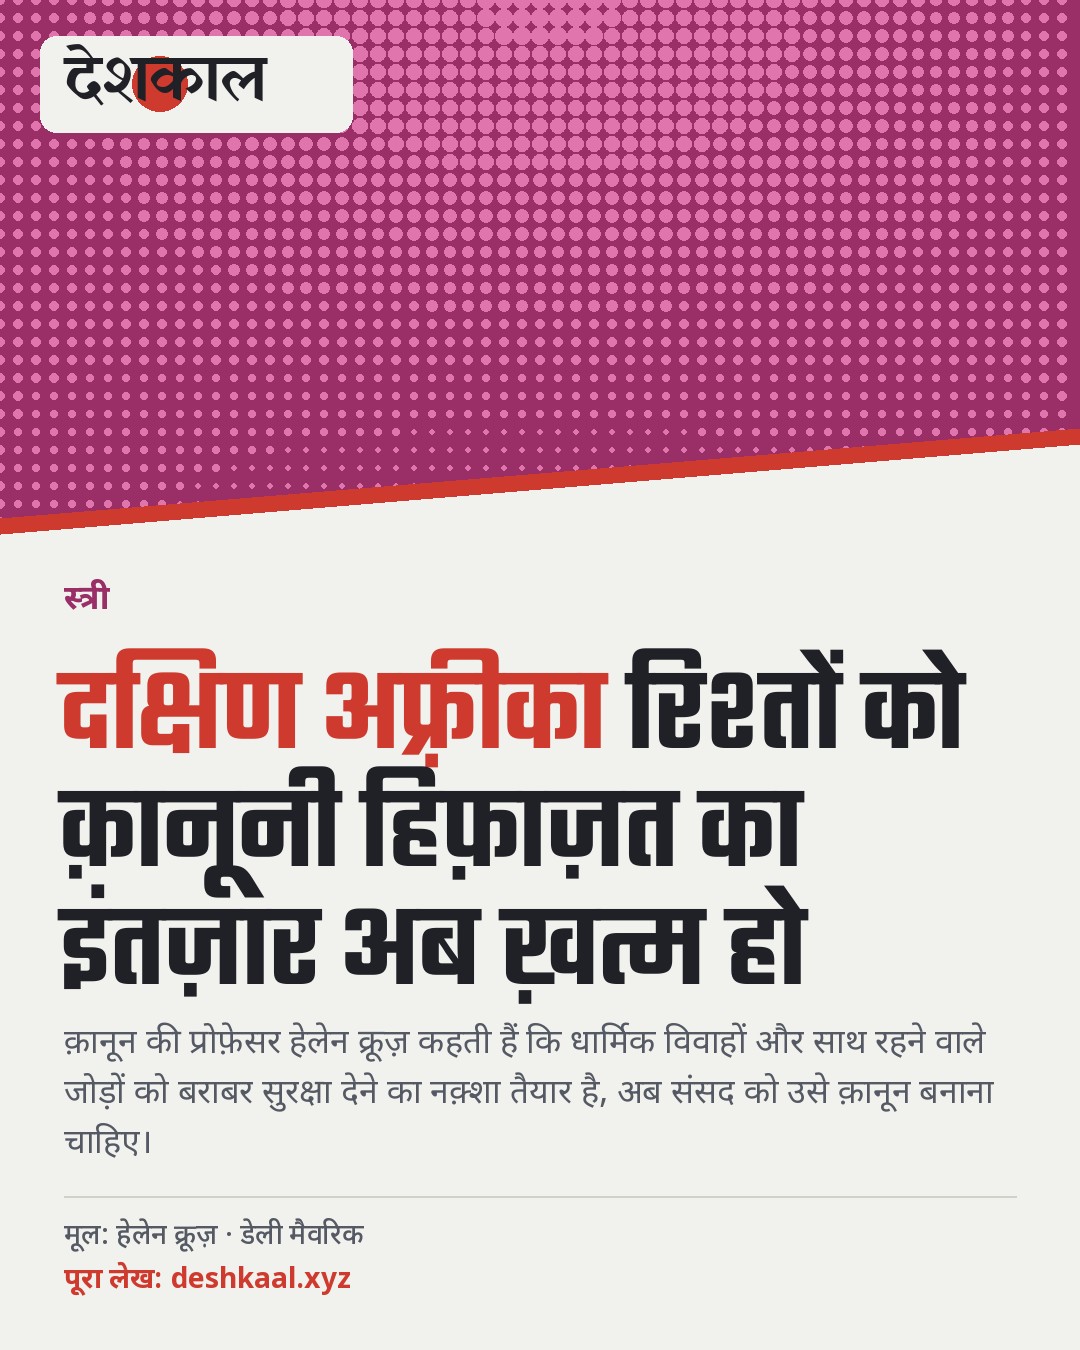 देशकाल
स्त्री
दक्षिण अफ़्रीका रिश्तों को
क़ानूनी हिफ़ाज़त का
इंतज़ार अब ख़त्म हो
क़ानून की प्रोफ़ेसर हेलेन क्रूज़ कहती हैं कि धार्मिक विवाहों और साथ रहने वाले
जोड़ों को बराबर सुरक्षा देने का नक़्शा तैयार है, अब संसद को उसे क़ानून बनाना
चाहिए।
मूल: हेलेन क्रूज़ · डेली मैवरिक
पूरा लेख: deshkaal.xyz